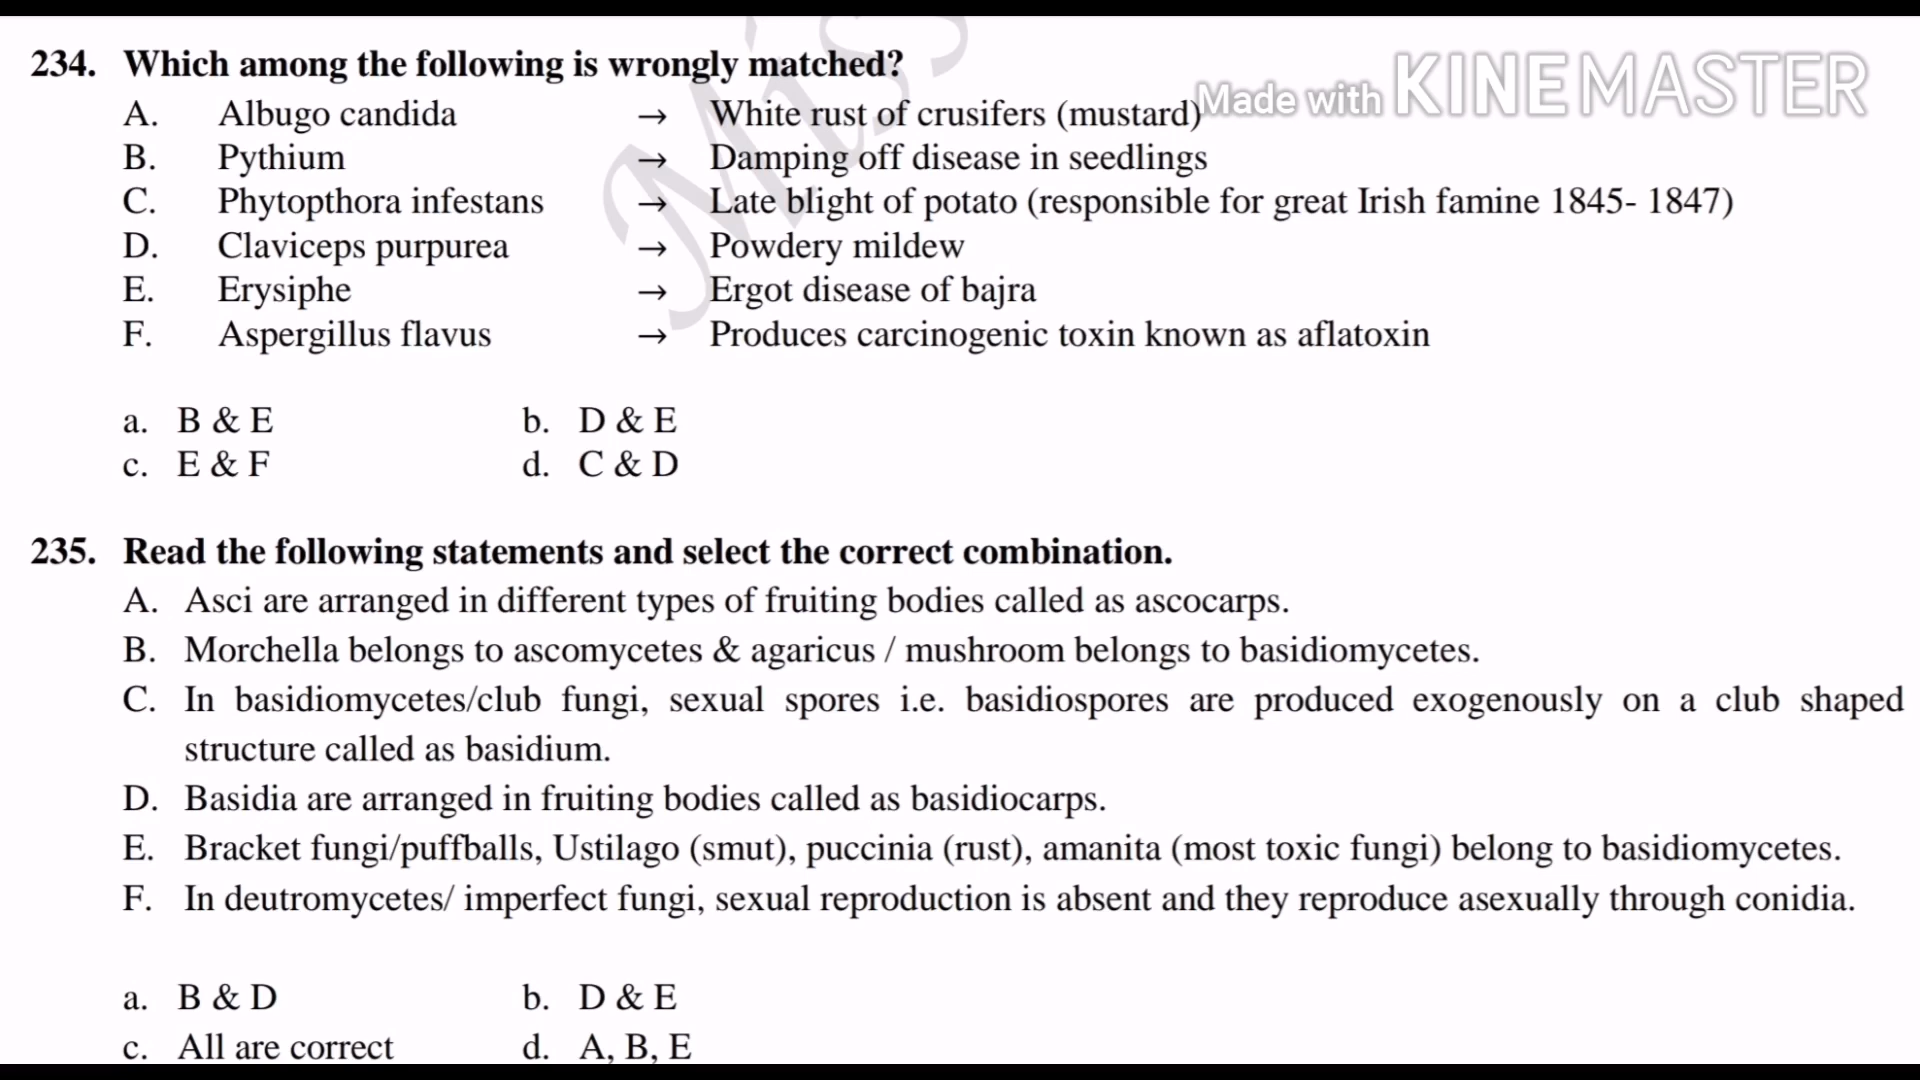 Made with KINEMASTER
234. Which among the following is wrongly matched?
A. Albugo candida → White rust of crusifers (mustard)
B. Pythium → Damping off disease in seedlings
C. Phytopthora infestans → Late blight of potato (responsible for great Irish famine 1845- 1847)
D. Claviceps purpurea → Powdery mildew
E. Erysiphe → Ergot disease of bajra
F. Aspergillus flavus → Produces carcinogenic toxin known as aflatoxin
a. B & E b. D & E
c. E & F d. C & D
235. Read the following statements and select the correct combination.
A. Asci are arranged in different types of fruiting bodies called as ascocarps.
B. Morchella belongs to ascomycetes & agaricus / mushroom belongs to basidiomycetes.
C. In basidiomycetes/club fungi, sexual spores i.e. basidiospores are produced exogenously on a club shaped
structure called as basidium.
D. Basidia are arranged in fruiting bodies called as basidiocarps.
E. Bracket fungi/puffballs, Ustilago (smut), puccinia (rust), amanita (most toxic fungi) belong to basidiomycetes.
F. In deutromycetes/ imperfect fungi, sexual reproduction is absent and they reproduce asexually through conidia.
a. B & D b. D & E
c. All are correct d. A, B, E